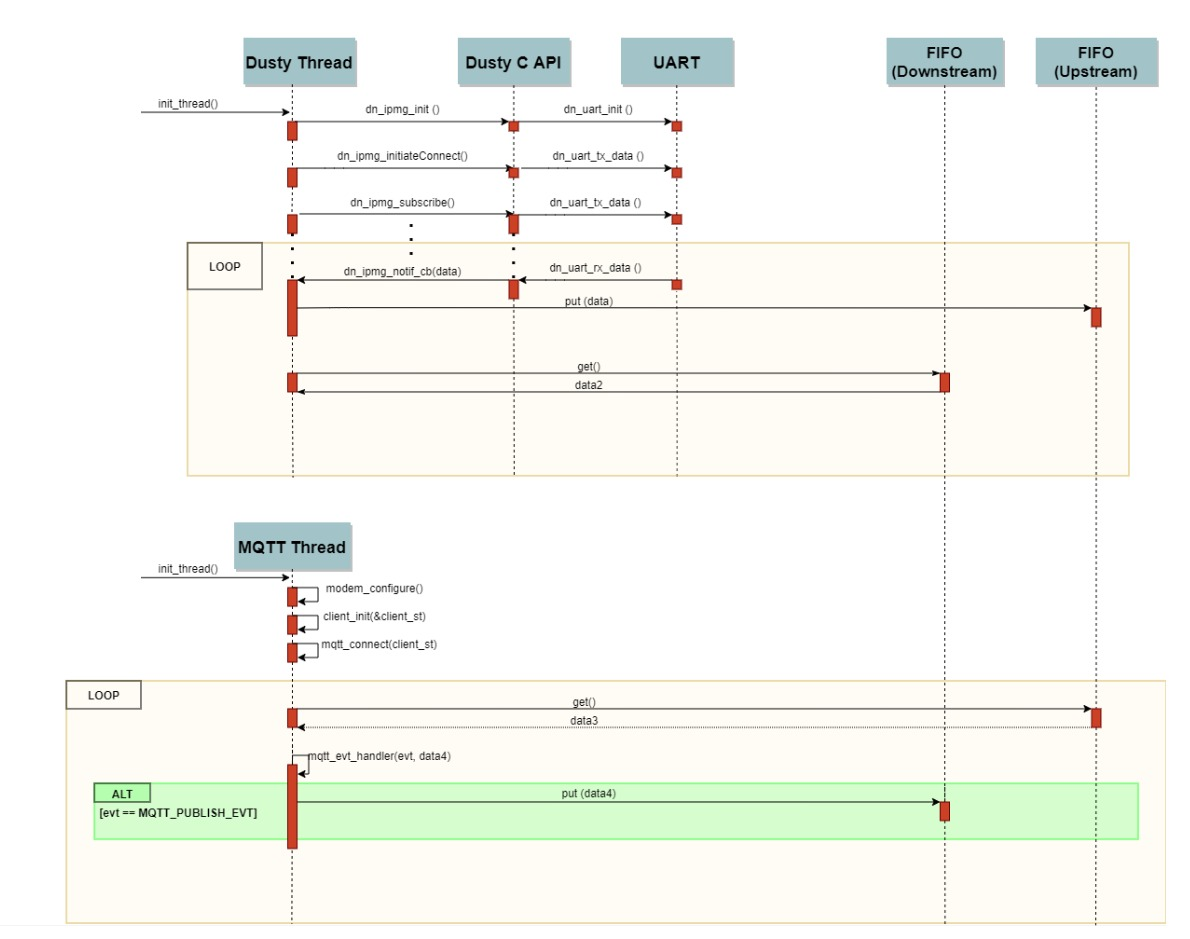 Dusty Thread
Dusty C API
UART
FIFO
(Downstream)
FIFO
(Upstream)
init_thread()
dn_ipmg_init ()
dn_uart_init ()
dn_ipmg_initiateConnect()
dn_uart_tx_data ()
dn_ipmg_subscribe()
dn_uart_tx_data ()
LOOP
dn_ipmg_notif_cb(data)
dn_uart_rx_data ()
put (data)
get()
data2
MQTT Thread
init_thread()
modem_configure()
client_init(&client_st)
mqtt_connect(client_st)
LOOP
get()
data3
mqtt_evt_handler(evt, data4)
ALT
[evt == MQTT_PUBLISH_EVT]
put (data4)